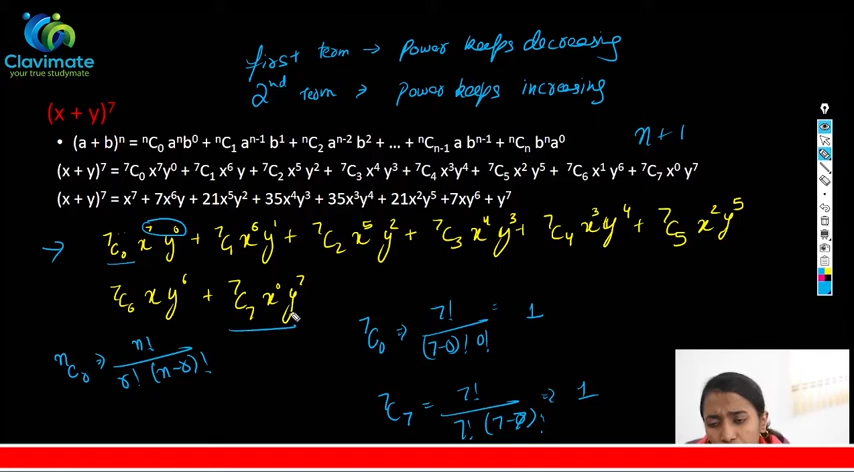 Clavimate
your true studymate
first term → Power keeps decreasing
2nd term → Power keeps increasing
(x + y)⁷
• (a + b)ⁿ = ⁿC₀ aⁿb⁰ + ⁿC₁ aⁿ⁻¹ b¹ + ⁿC₂ aⁿ⁻² b² + ... + ⁿCₙ₋₁ a bⁿ⁻¹ + ⁿCₙ bⁿa⁰
n + 1
(x + y)⁷ = ⁷C₀ x⁷y⁰ + ⁷C₁ x⁶ y + ⁷C₂ x⁵ y² + ⁷C₃ x⁴ y³ + ⁷C₄ x³y⁴ + ⁷C₅ x² y⁵ + ⁷C₆ x¹ y⁶ + ⁷C₇ x⁰ y⁷
(x + y)⁷ = x⁷ + 7x⁶y + 21x⁵y² + 35x⁴y³ + 35x³y⁴ + 21x²y⁵ +7xy⁶ + y⁷
→ ⁷C₀ x⁷ y⁰ + ⁷C₁ x⁶ y¹ + ⁷C₂ x⁵ y² + ⁷C₃ x⁴ y³ + ⁷C₄ x³ y⁴ + ⁷C₅ x² y⁵
⁷C₆ x y⁶ + ⁷C₇ x⁰ y⁷
⁷C₀ ⇒ 7! / (7-0)! 0! = 1
ⁿCᵣ ⇒ n! / r! (n-r)!
⁷C₇ = 7! / 7! (7-7)! ⇒ 1